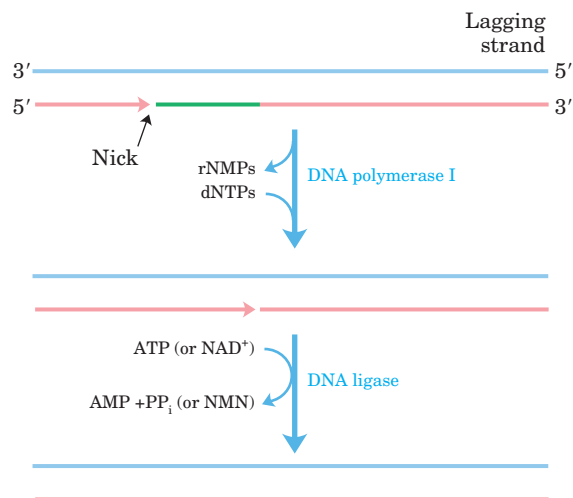 Lagging
strand
3′ 5′
5′ 3′
Nick
rNMPs
dNTPs
DNA polymerase I
ATP (or NAD⁺)
DNA ligase
AMP +PPᵢ (or NMN)